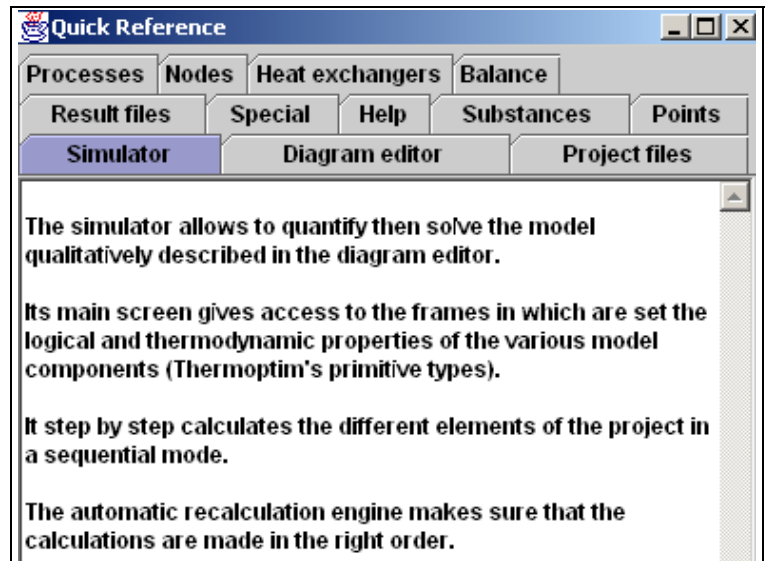 Quick Reference
Processes Nodes Heat exchangers Balance
Result files Special Help Substances Points
Simulator Diagram editor Project files
The simulator allows to quantify then solve the model
qualitatively described in the diagram editor.
Its main screen gives access to the frames in which are set the
logical and thermodynamic properties of the various model
components (Thermoptim's primitive types).
It step by step calculates the different elements of the project in
a sequential mode.
The automatic recalculation engine makes sure that the
calculations are made in the right order.